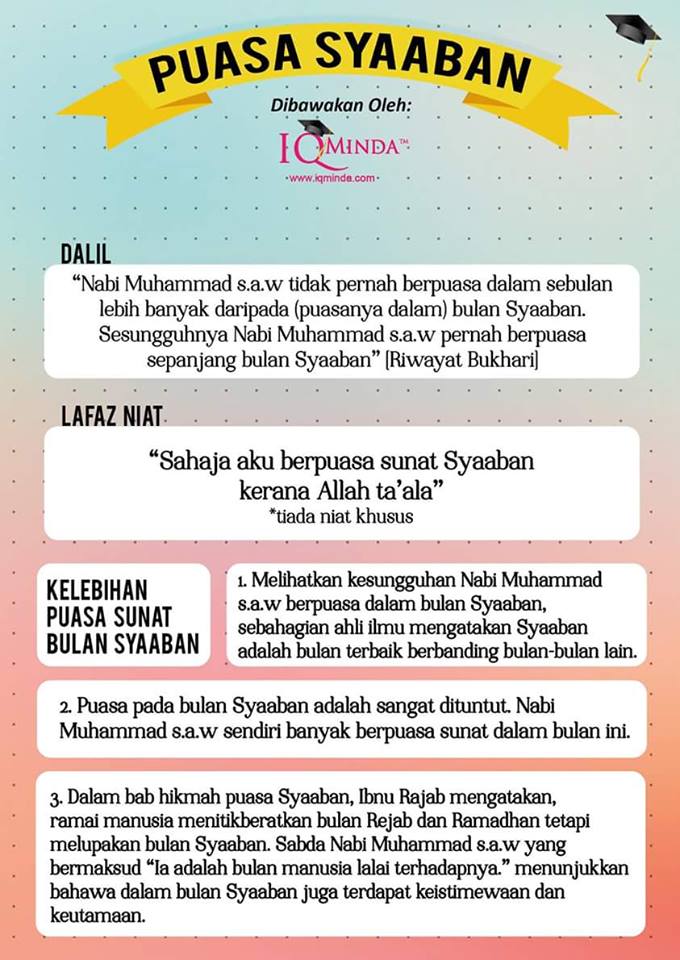 PUASA SYAABAN
Dibawakan Oleh:
IQMINDA™
•www.iqminda.com•
DALIL
“Nabi Muhammad s.a.w tidak pernah berpuasa dalam sebulan
lebih banyak daripada (puasanya dalam) bulan Syaaban.
Sesungguhnya Nabi Muhammad s.a.w pernah berpuasa
sepanjang bulan Syaaban” [Riwayat Bukhari]
LAFAZ NIAT
“Sahaja aku berpuasa sunat Syaaban
kerana Allah ta’ala”
*tiada niat khusus
KELEBIHAN
PUASA SUNAT
BULAN SYAABAN
1. Melihatkan kesungguhan Nabi Muhammad
s.a.w berpuasa dalam bulan Syaaban,
sebahagian ahli ilmu mengatakan Syaaban
adalah bulan terbaik berbanding bulan-bulan lain.
2. Puasa pada bulan Syaaban adalah sangat dituntut. Nabi
Muhammad s.a.w sendiri banyak berpuasa sunat dalam bulan ini.
3. Dalam bab hikmah puasa Syaaban, Ibnu Rajab mengatakan,
ramai manusia menitikberatkan bulan Rejab dan Ramadhan tetapi
melupakan bulan Syaaban. Sabda Nabi Muhammad s.a.w yang
bermaksud “Ia adalah bulan manusia lalai terhadapnya.” menunjukkan
bahawa dalam bulan Syaaban juga terdapat keistimewaan dan
keutamaan.